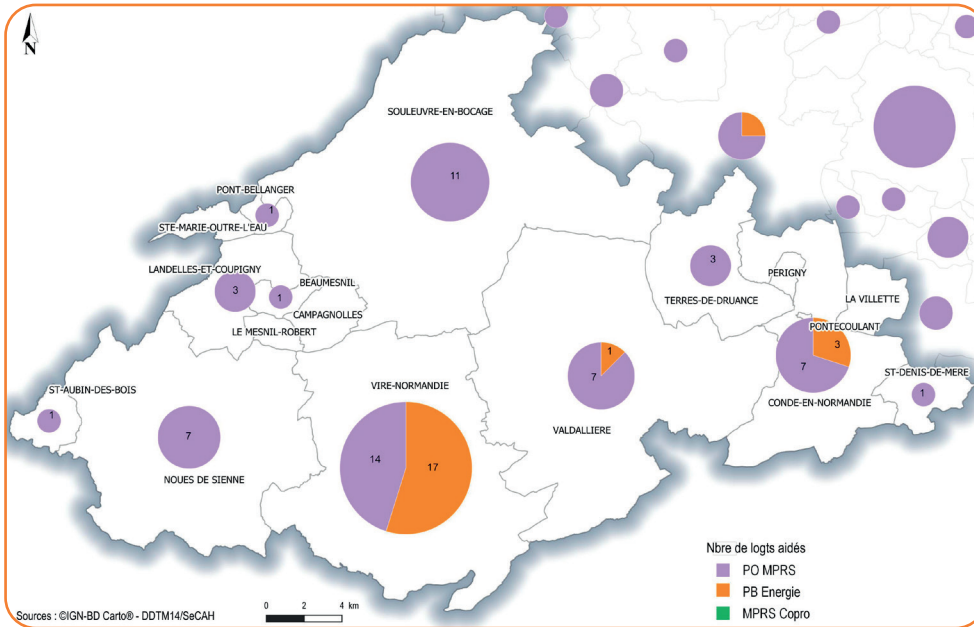 N
SOULEUVRE-EN-BOCAGE
11
PONT-BELLANGER
1
STE-MARIE-OUTRE-L'EAU
LANDELLES-ET-COUPIGNY
3
1
BEAUMESNIL
CAMPAGNOLLES
LE MESNIL-ROBERT
3
TERRES-DE-DRUANCE
PERIGNY
LA VILLETTE
PONTECOULANT
3
7
CONDE-EN-NORMANDIE
ST-DENIS-DE-MERE
1
1
7
VALDALLIERE
VIRE-NORMANDIE
14
17
ST-AUBIN-DES-BOIS
1
7
NOUES DE SIENNE
Nbre de logts aidés
PO MPRS
PB Energie
MPRS Copro
Sources : ©IGN-BD Carto® - DDTM14/SeCAH
0 2 4 km